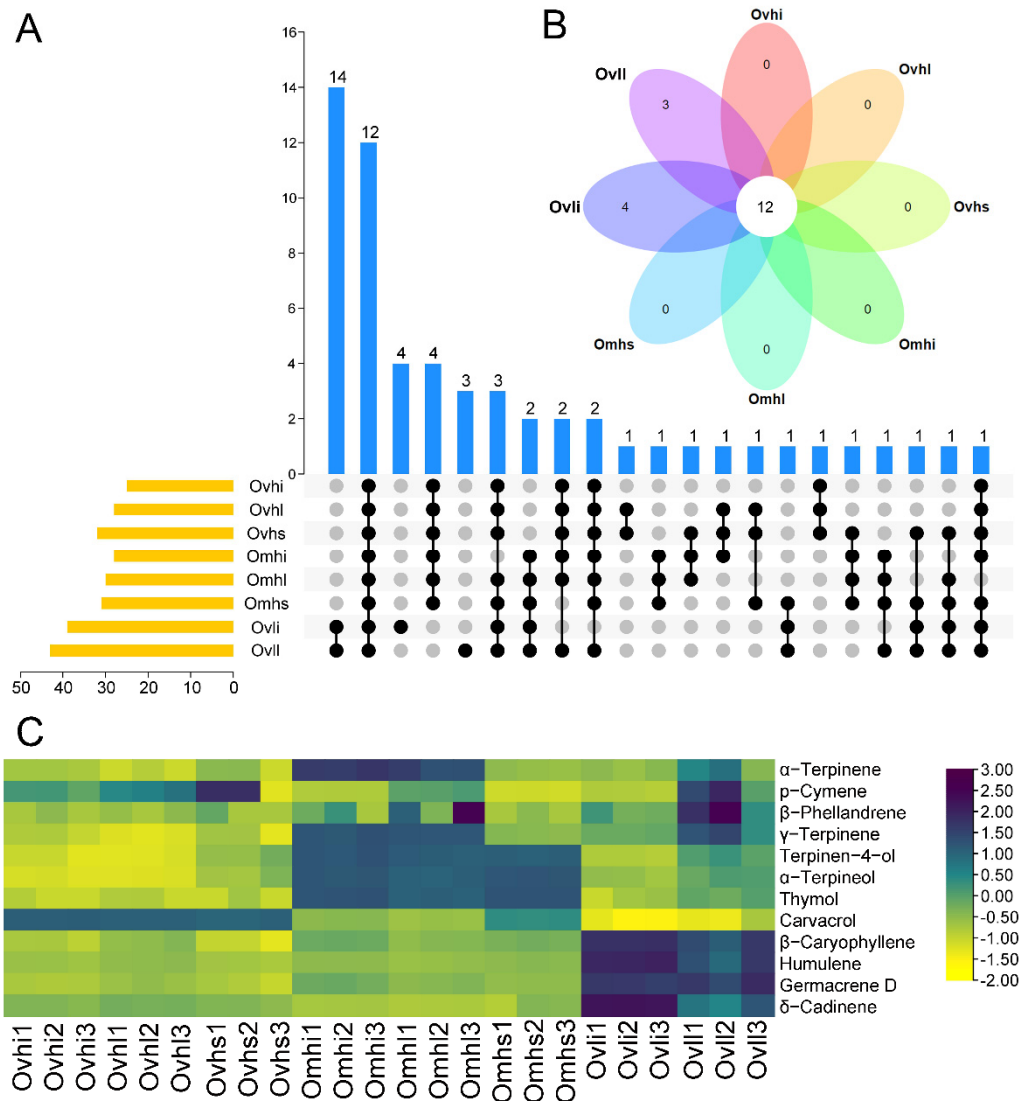 A
16
14
12
10
8
6
4
2
0
14
12
4
4
3
3
2
2
2
1
1
1
1
1
1
1
1
1
1
1
1
Ovhi
Ovhl
Ovhs
Omhi
Omhl
Omhs
Ovli
Ovll
50
40
30
20
10
0
B
Ovhi
0
Ovll
3
Ovhl
0
Ovli
4
12
0
Ovhs
Omhs
0
0
Omhi
0
Omhl
C
α-Terpinene
p-Cymene
β-Phellandrene
γ-Terpinene
Terpinen-4-ol
α-Terpineol
Thymol
Carvacrol
β-Caryophyllene
Humulene
Germacrene D
δ-Cadinene
3.00
2.50
2.00
1.50
1.00
0.50
0.00
-0.50
-1.00
-1.50
-2.00
Ovhi1
Ovhi2
Ovhi3
Ovhl1
Ovhl2
Ovhl3
Ovhs1
Ovhs2
Ovhs3
Omhi1
Omhi2
Omhi3
Omhl1
Omhl2
Omhl3
Omhs1
Omhs2
Omhs3
Ovli1
Ovli2
Ovli3
Ovll1
Ovll2
Ovll3